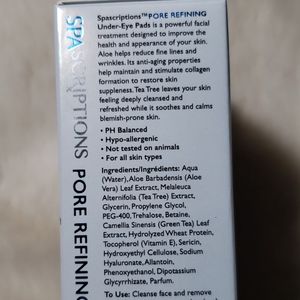 SPASCRIPTIONS PORE REFINING
Spascriptions™ PORE REFINING
Under-Eye Pads is a powerful facial
treatment designed to improve the
health and appearance of your skin.
Aloe helps reduce fine lines and
wrinkles. Its anti-aging properties
help maintain and stimulate collagen
formation to restore skin
suppleness. Tea Tree leaves your skin
feeling deeply cleansed and
refreshed while it soothes and calms
blemish-prone skin.
• PH Balanced
• Hypo-allergenic
• Not tested on animals
• For all skin types
Ingredients/Ingrédients: Aqua
(Water), Aloe Barbadensis (Aloe
Vera) Leaf Extract, Melaleuca
Alternifolia (Tea Tree) Extract,
Glycerin, Propylene Glycol,
PEG-400, Trehalose, Betaine,
Camellia Sinensis (Green Tea) Leaf
Extract, Hydrolyzed Wheat Protein,
Tocopherol (Vitamin E), Sericin,
Hydroxyethyl Cellulose, Sodium
Hyaluronate, Allantoin,
Phenoxyethanol, Dipotassium
Glycyrrhizate, Parfum.
To Use: Cleanse face and remove